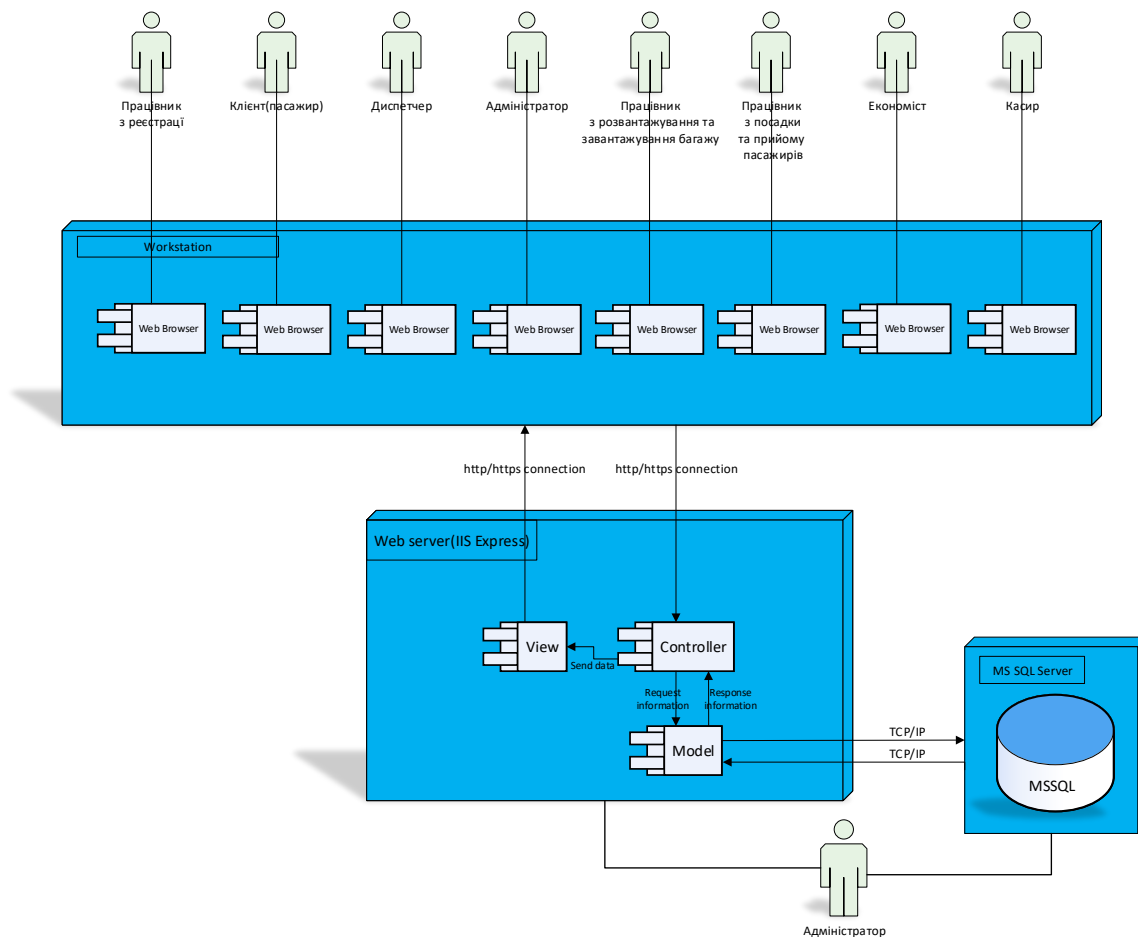 Працівник
з реєстрації
Клієнт(пасажир)
Диспетчер
Адміністратор
Працівник
з розвантажування та
завантажування багажу
Працівник
з посадки
та прийому
пасажирів
Економіст
Касир
Workstation
Web Browser
Web Browser
Web Browser
Web Browser
Web Browser
Web Browser
Web Browser
Web Browser
http/https connection
http/https connection
Web server(IIS Express)
View
Controller
Send data
Request
information
Response
information
Model
TCP/IP
TCP/IP
MS SQL Server
MSSQL
Адміністратор